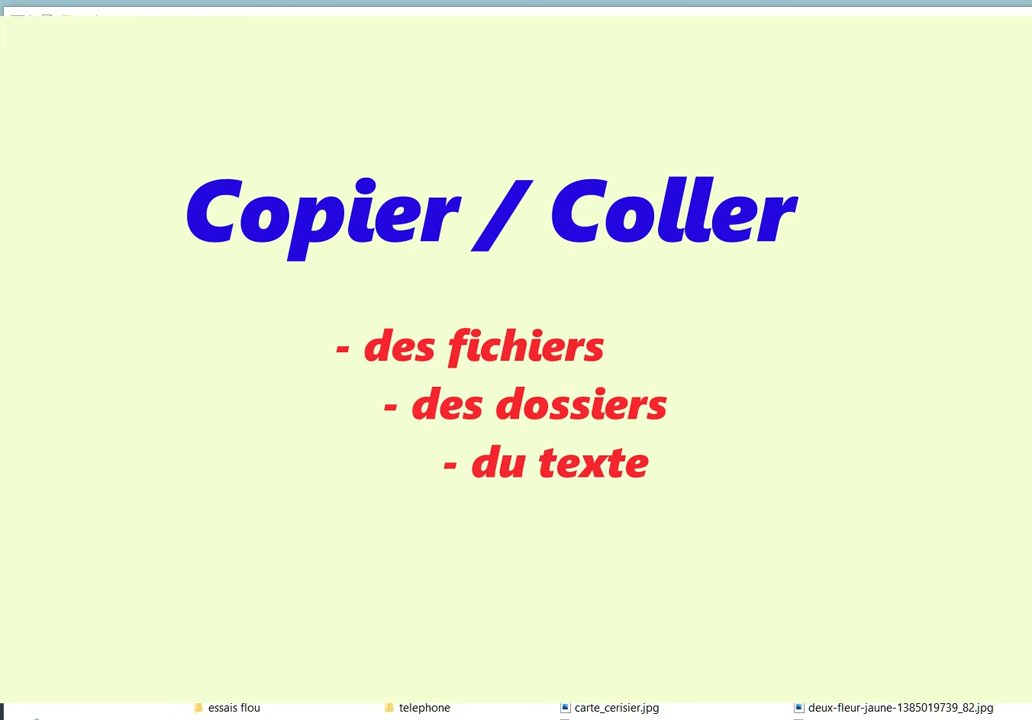 Copier / Coller
- des fichiers
- des dossiers
- du texte
essais flou telephone carte_cerisier.jpg deux-fleur-jaune-1385019739_82.jpg